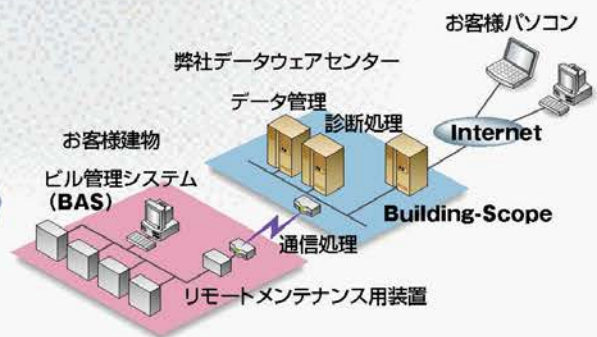 お客様パソコン
弊社データウェアセンター
データ管理
診断処理
Internet
お客様建物
ビル管理システム
（BAS）
Building-Scope
通信処理
リモートメンテナンス用装置